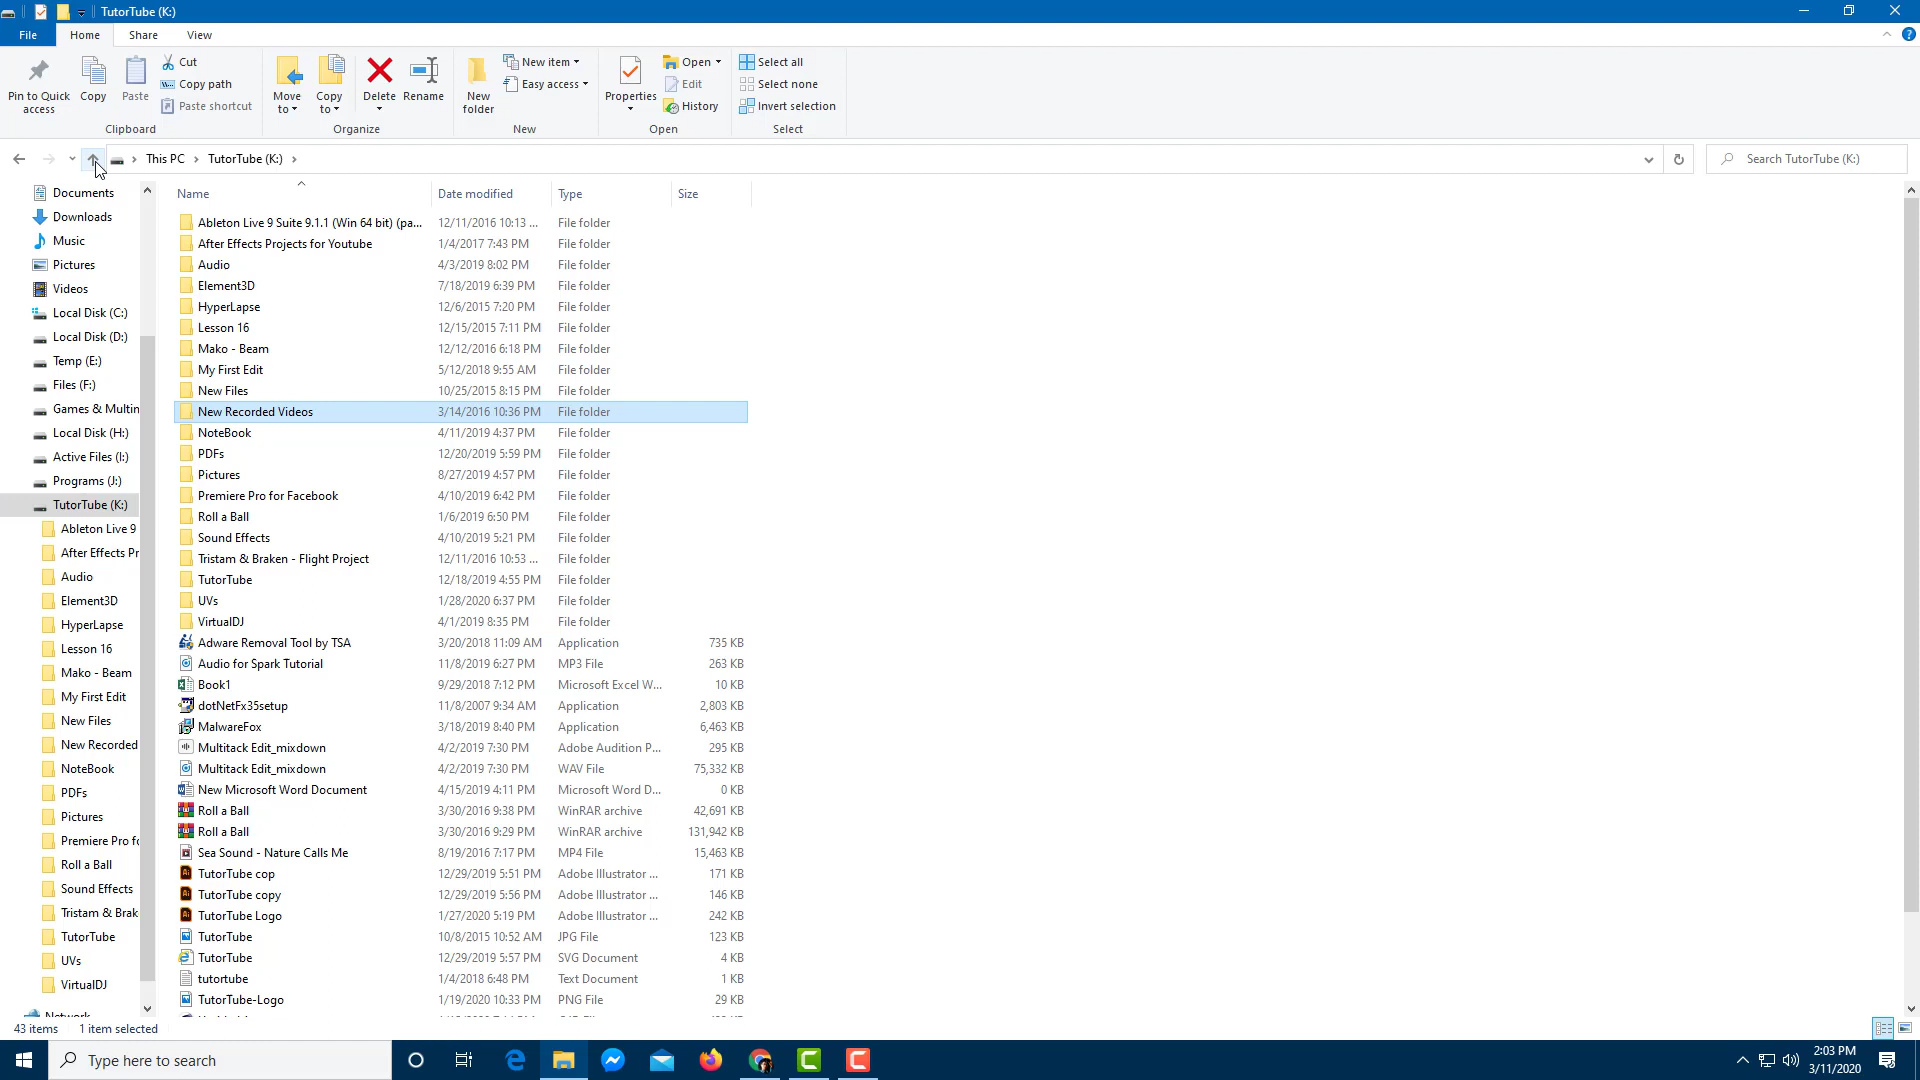 TutorTube (K:)
File Home Share View
Pin to Quick access
Copy
Paste
Cut
Copy path
Paste shortcut
Clipboard
Move to
Copy to
Delete
Rename
Organize
New folder
New item
Easy access
New
Properties
Open
Edit
History
Open
Select all
Select none
Invert selection
Select
This PC TutorTube (K:)
Search TutorTube (K:)
Documents
Downloads
Music
Pictures
Videos
Local Disk (C:)
Local Disk (D:)
Temp (E:)
Files (F:)
Games & Multin
Local Disk (H:)
Active Files (I:)
Programs (J:)
TutorTube (K:)
Ableton Live 9
After Effects Pr
Audio
Element3D
HyperLapse
Lesson 16
Mako - Beam
My First Edit
New Files
New Recorded
NoteBook
PDFs
Pictures
Premiere Pro fo
Roll a Ball
Sound Effects
Tristam & Brak
TutorTube
UVs
VirtualDJ
Network
Name Date modified Type Size
Ableton Live 9 Suite 9.1.1 (Win 64 bit) (pa... 12/11/2016 10:13 ... File folder
After Effects Projects for Youtube 1/4/2017 7:43 PM File folder
Audio 4/3/2019 8:02 PM File folder
Element3D 7/18/2019 6:39 PM File folder
HyperLapse 12/6/2015 7:20 PM File folder
Lesson 16 12/15/2015 7:11 PM File folder
Mako - Beam 12/12/2016 6:18 PM File folder
My First Edit 5/12/2018 9:55 AM File folder
New Files 10/25/2015 8:15 PM File folder
New Recorded Videos 3/14/2016 10:36 PM File folder
NoteBook 4/11/2019 4:37 PM File folder
PDFs 12/20/2019 5:59 PM File folder
Pictures 8/27/2019 4:57 PM File folder
Premiere Pro for Facebook 4/10/2019 6:42 PM File folder
Roll a Ball 1/6/2019 6:50 PM File folder
Sound Effects 4/10/2019 5:21 PM File folder
Tristam & Braken - Flight Project 12/11/2016 10:53 ... File folder
TutorTube 12/18/2019 4:55 PM File folder
UVs 1/28/2020 6:37 PM File folder
VirtualDJ 4/1/2019 8:35 PM File folder
Adware Removal Tool by TSA 3/20/2018 11:09 AM Application 735 KB
Audio for Spark Tutorial 11/8/2019 6:27 PM MP3 File 263 KB
Book1 9/29/2018 7:12 PM Microsoft Excel W... 10 KB
dotNetFx35setup 11/8/2007 9:34 AM Application 2,803 KB
MalwareFox 3/18/2019 8:40 PM Application 6,463 KB
Multitack Edit_mixdown 4/2/2019 7:30 PM Adobe Audition P... 295 KB
Multitack Edit_mixdown 4/2/2019 7:30 PM WAV File 75,332 KB
New Microsoft Word Document 4/15/2019 4:11 PM Microsoft Word D... 0 KB
Roll a Ball 3/30/2016 9:38 PM WinRAR archive 42,691 KB
Roll a Ball 3/30/2016 9:29 PM WinRAR archive 131,942 KB
Sea Sound - Nature Calls Me 8/19/2016 7:17 PM MP4 File 15,463 KB
TutorTube cop 12/29/2019 5:51 PM Adobe Illustrator ... 171 KB
TutorTube copy 12/29/2019 5:56 PM Adobe Illustrator ... 146 KB
TutorTube Logo 1/27/2020 5:19 PM Adobe Illustrator ... 242 KB
TutorTube 10/8/2015 10:52 AM JPG File 123 KB
TutorTube 12/29/2019 5:57 PM SVG Document 4 KB
tutortube 1/4/2018 6:48 PM Text Document 1 KB
TutorTube-Logo 1/19/2020 10:33 PM PNG File 29 KB
43 items 1 item selected
Type here to search
2:03 PM
3/11/2020